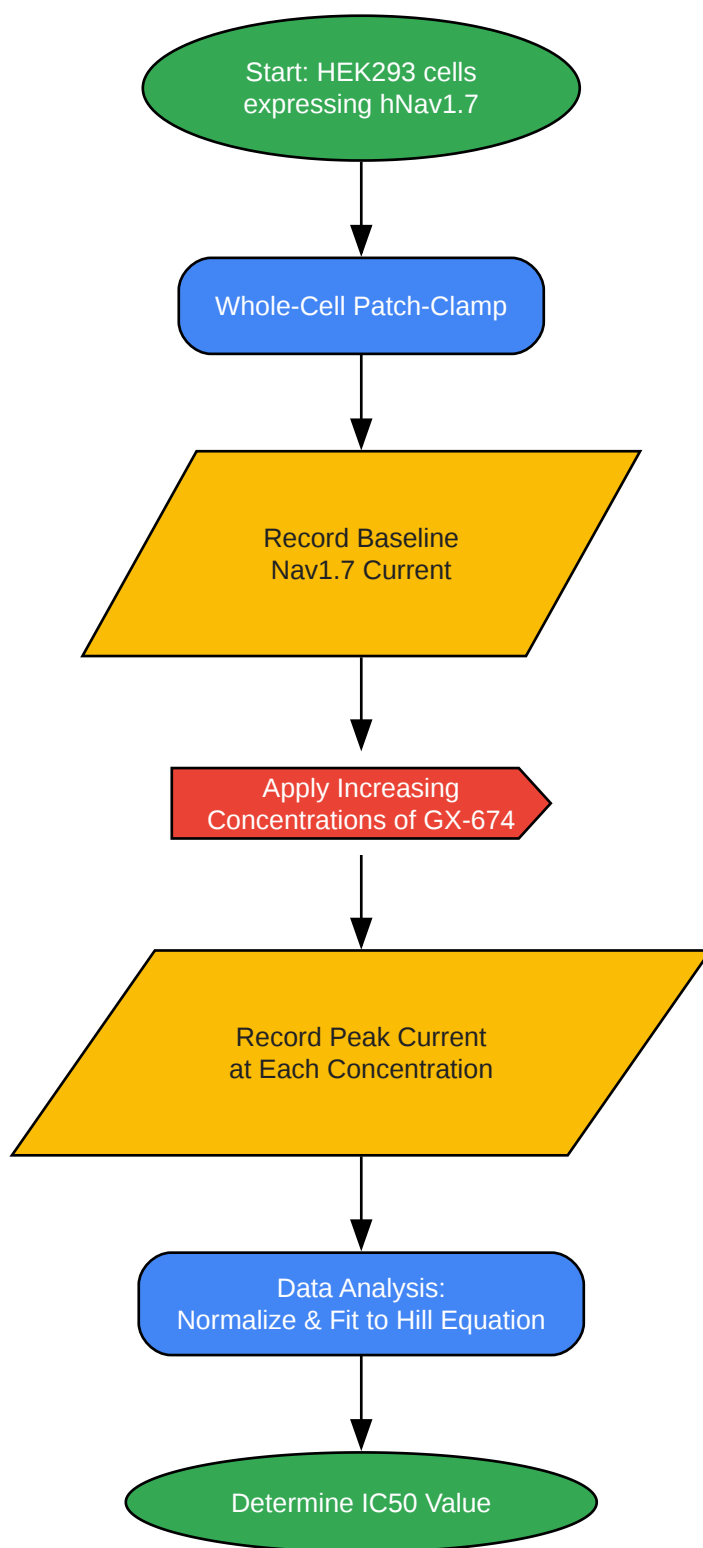 Start: HEK293 cells
expressing hNav1.7
Whole-Cell Patch-Clamp
Record Baseline
Nav1.7 Current
Apply Increasing
Concentrations of GX-674
Record Peak Current
at Each Concentration
Data Analysis:
Normalize & Fit to Hill Equation
Determine IC50 Value